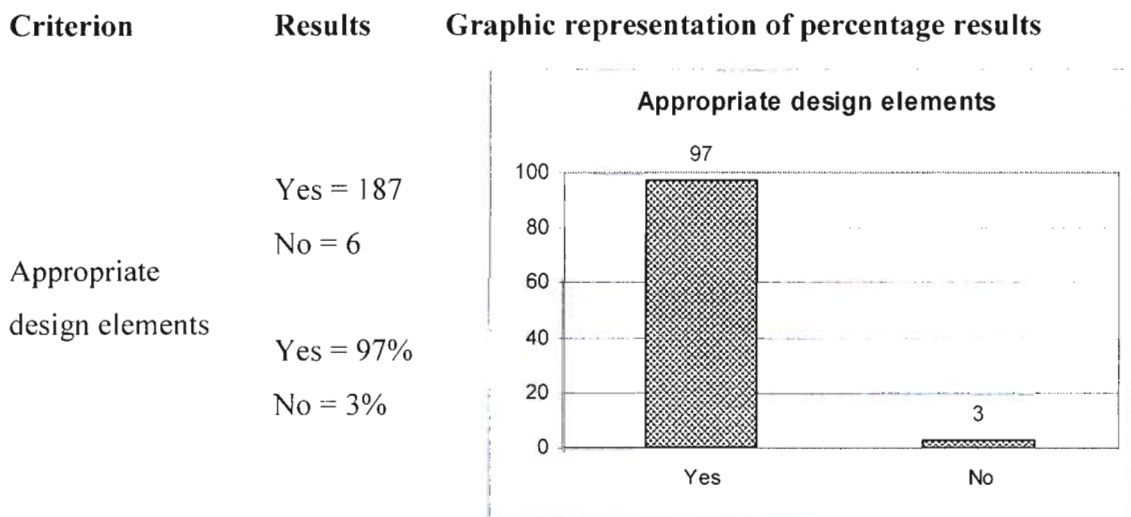 Criterion Results Graphic representation of percentage results
Appropriate
design elements
Yes = 187
No = 6
Yes = 97%
No = 3%
Appropriate design elements
97
100
80
60
40
20
0
3
Yes No